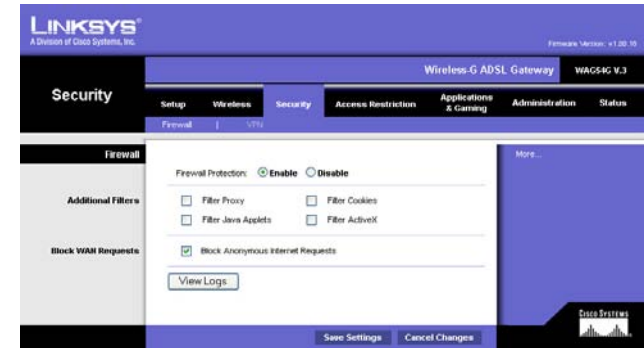 LINKSYS®
A Division of Cisco Systems, Inc.
Firmware Version: v1.00.16
Wireless-G ADSL Gateway WAG54G V.3
Security
Setup Wireless Security Access Restriction Applications & Gaming Administration Status
Firewall | VPN
Firewall
More...
Firewall Protection: Enable Disable
Additional Filters
Filter Proxy Filter Cookies
Filter Java Applets Filter ActiveX
Block WAN Requests
Block Anonymous Internet Requests
View Logs
Save Settings Cancel Changes
CISCO SYSTEMS